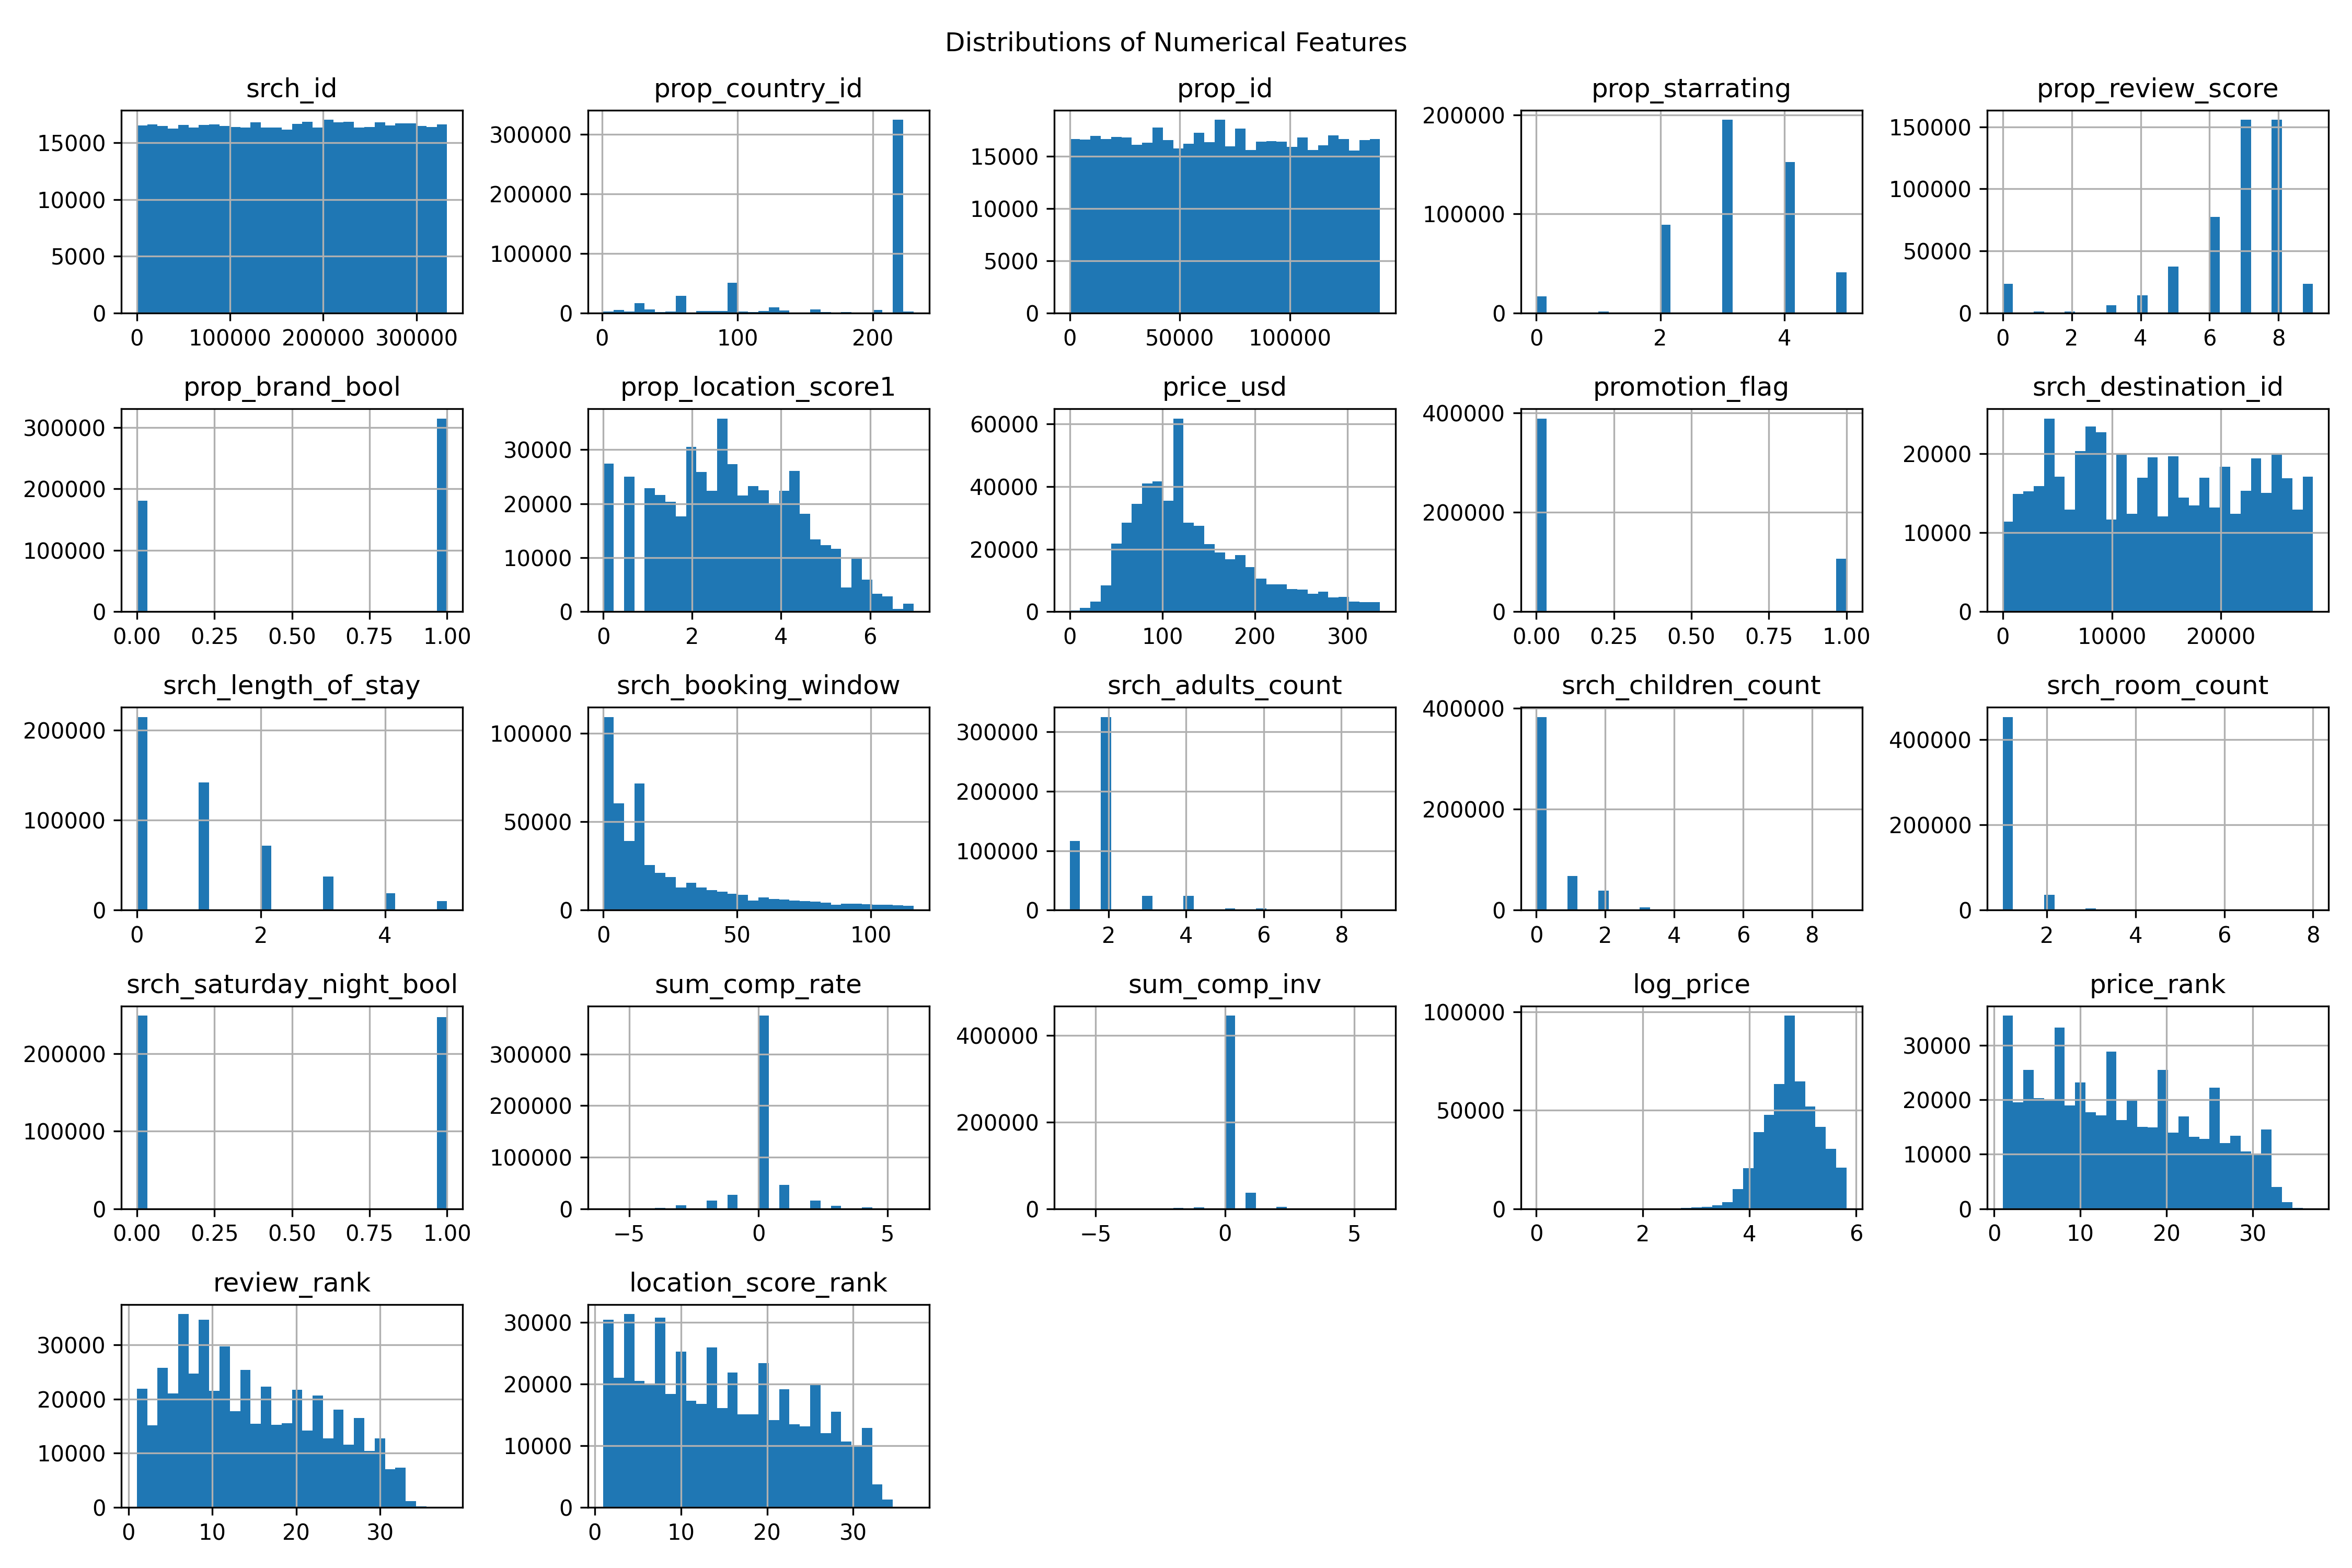 Distributions of Numerical Features
srch_id prop_country_id prop_id prop_starrating prop_review_score
15000 10000 5000 0
0 100000 200000 300000
300000 200000 100000 0
0 100 200
15000 10000 5000 0
0 50000 100000
200000 100000 0
0 2 4
150000 100000 50000 0
0 2 4 6 8
prop_brand_bool prop_location_score1 price_usd promotion_flag srch_destination_id
300000 200000 100000 0
0.00 0.25 0.50 0.75 1.00
30000 20000 10000 0
0 2 4 6
60000 40000 20000 0
0 100 200 300
400000 200000 0
0.00 0.25 0.50 0.75 1.00
20000 10000 0
0 10000 20000
srch_length_of_stay srch_booking_window srch_adults_count srch_children_count srch_room_count
200000 100000 0
0 2 4
100000 50000 0
0 50 100
300000 200000 100000 0
2 4 6 8
400000 200000 0
0 2 4 6 8
400000 200000 0
2 4 6 8
srch_saturday_night_bool sum_comp_rate sum_comp_inv log_price price_rank
200000 100000 0
0.00 0.25 0.50 0.75 1.00
300000 200000 100000 0
−5 0 5
400000 200000 0
−5 0 5
100000 50000 0
0 2 4 6
30000 20000 10000 0
0 10 20 30
review_rank location_score_rank
30000 20000 10000 0
0 10 20 30
30000 20000 10000 0
0 10 20 30